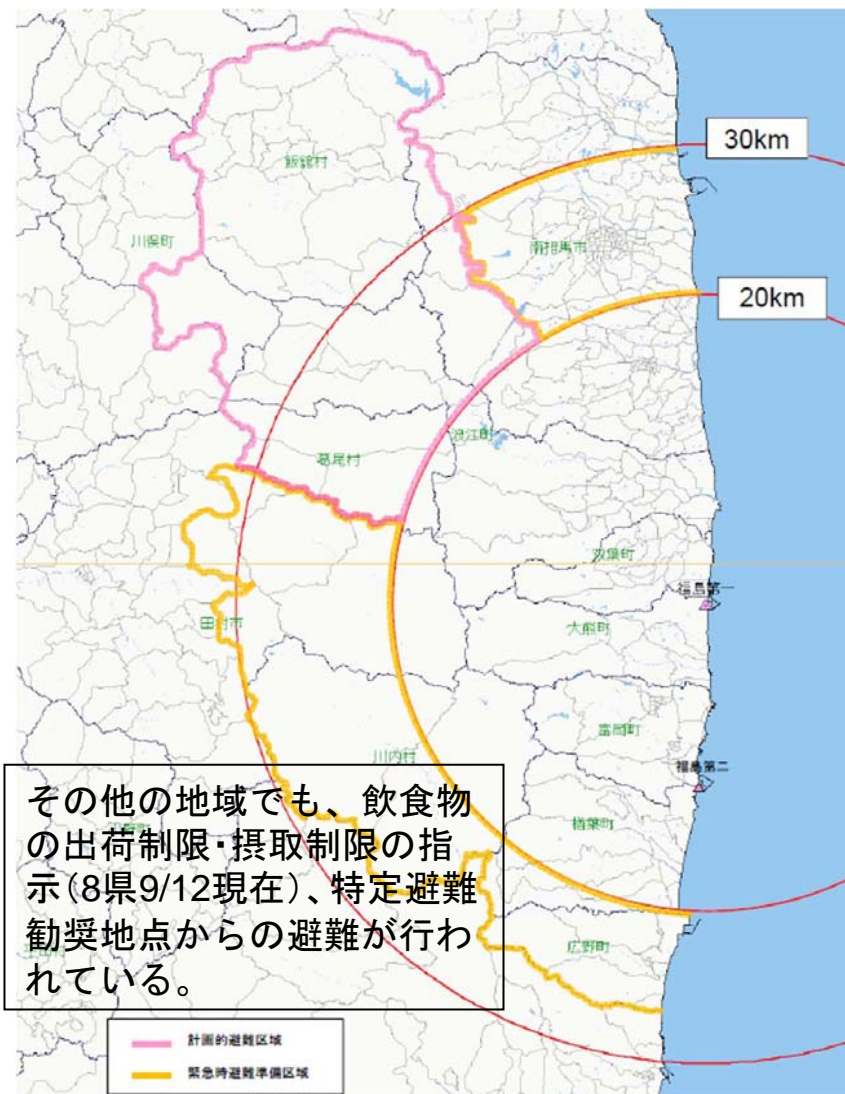 30km
飯舘村
川俣町
南相馬市
20km
浪江町
葛尾村
双葉町
福島第一
大熊町
田村市
富岡町
川内村
福島第二
楢葉町
その他の地域でも、飲食物
の出荷制限・摂取制限の指
示（8県9/12現在）、特定避難
勧奨地点からの避難が行わ
れている。
広野町
計画的避難区域
緊急時避難準備区域